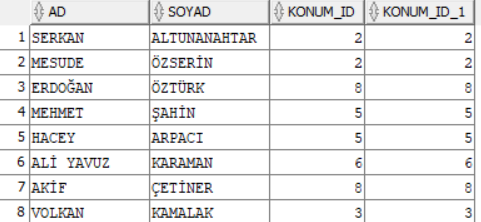 AD SOYAD KONUM_ID KONUM_ID_1
1 SERKAN ALTUNANAHTAR 2 2
2 MESUDE ÖZSERİN 2 2
3 ERDOĞAN ÖZTÜRK 8 8
4 MEHMET ŞAHİN 5 5
5 HACEY ARPACI 5 5
6 ALİ YAVUZ KARAMAN 6 6
7 AKİF ÇETİNER 8 8
8 VOLKAN KAMALAK 3 3